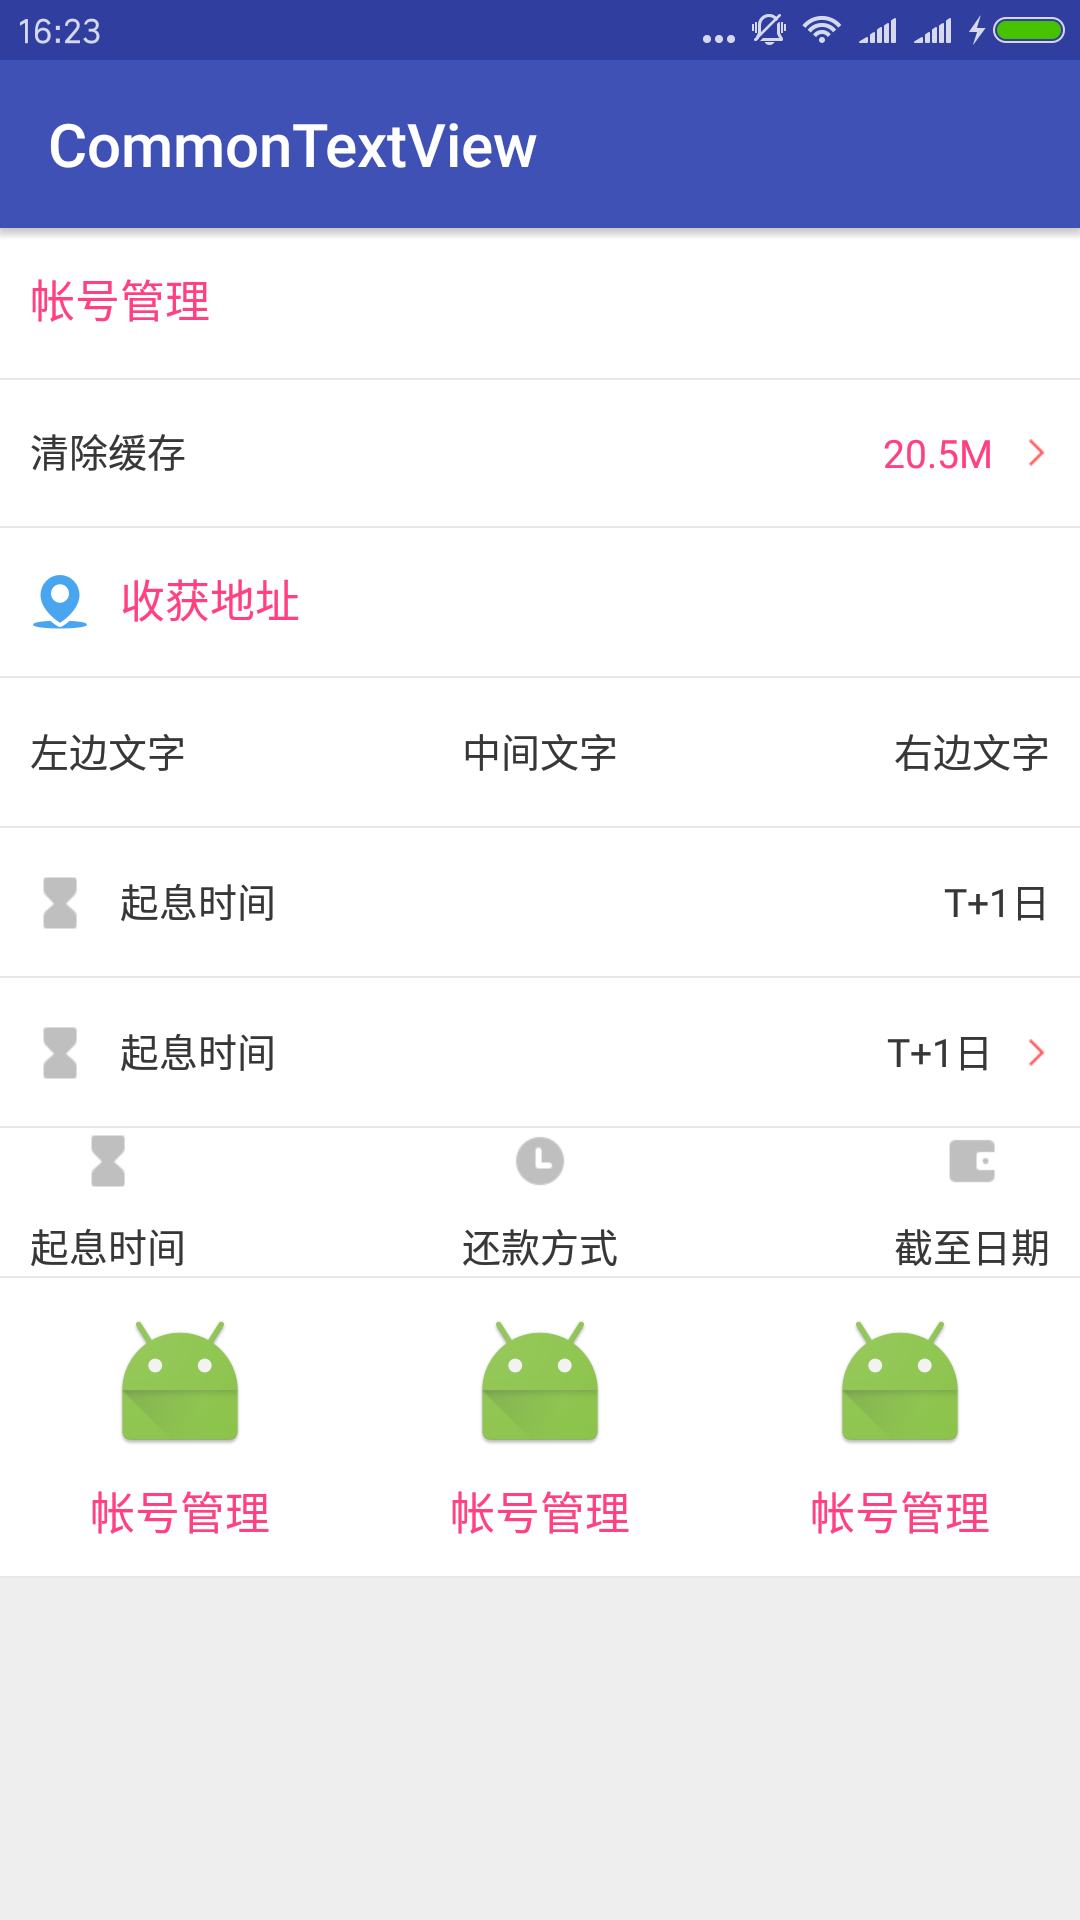 16:23
CommonTextView
帐号管理
清除缓存 20.5M
收获地址
左边文字 中间文字 右边文字
起息时间 T+1日
起息时间 T+1日
起息时间 还款方式 截至日期
帐号管理 帐号管理 帐号管理